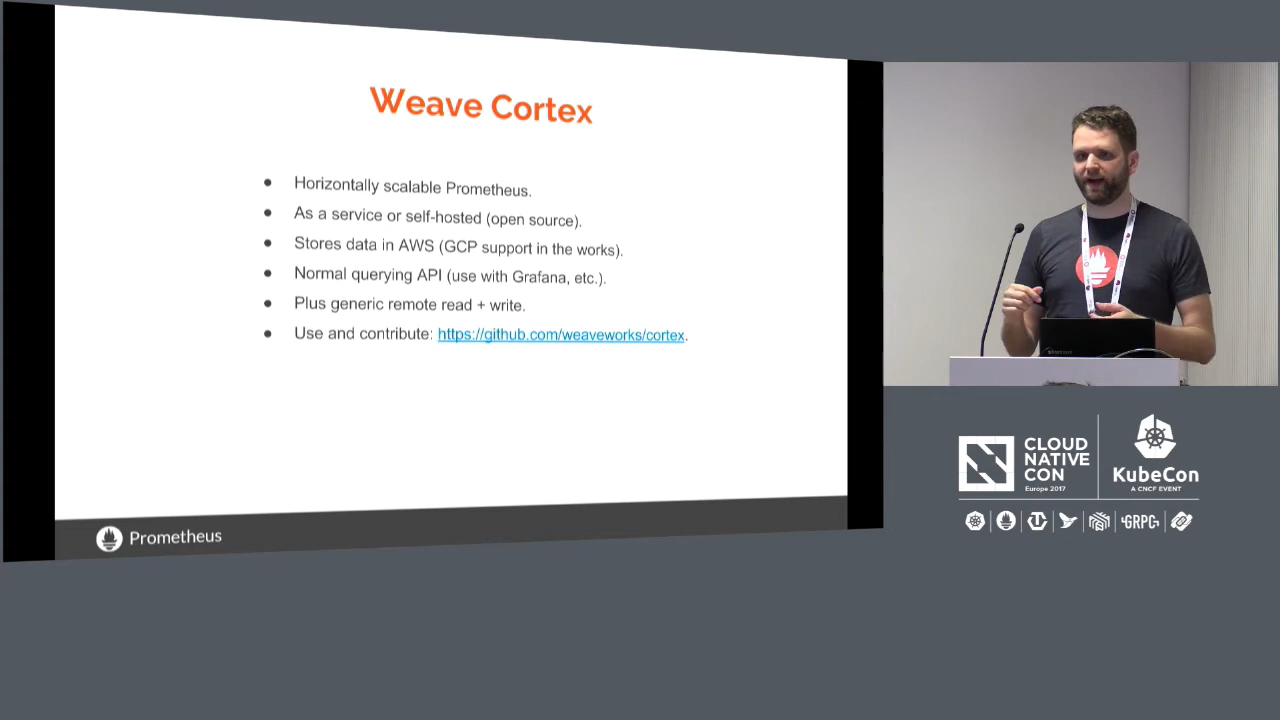 Weave Cortex
Horizontally scalable Prometheus.
As a service or self-hosted (open source).
Stores data in AWS (GCP support in the works).
Normal querying API (use with Grafana, etc.).
Plus generic remote read + write.
Use and contribute: https://github.com/weaveworks/cortex.
Prometheus
CLOUD
NATIVE
CON
Europe 2017
KubeCon
A CNCF EVENT
GRPC